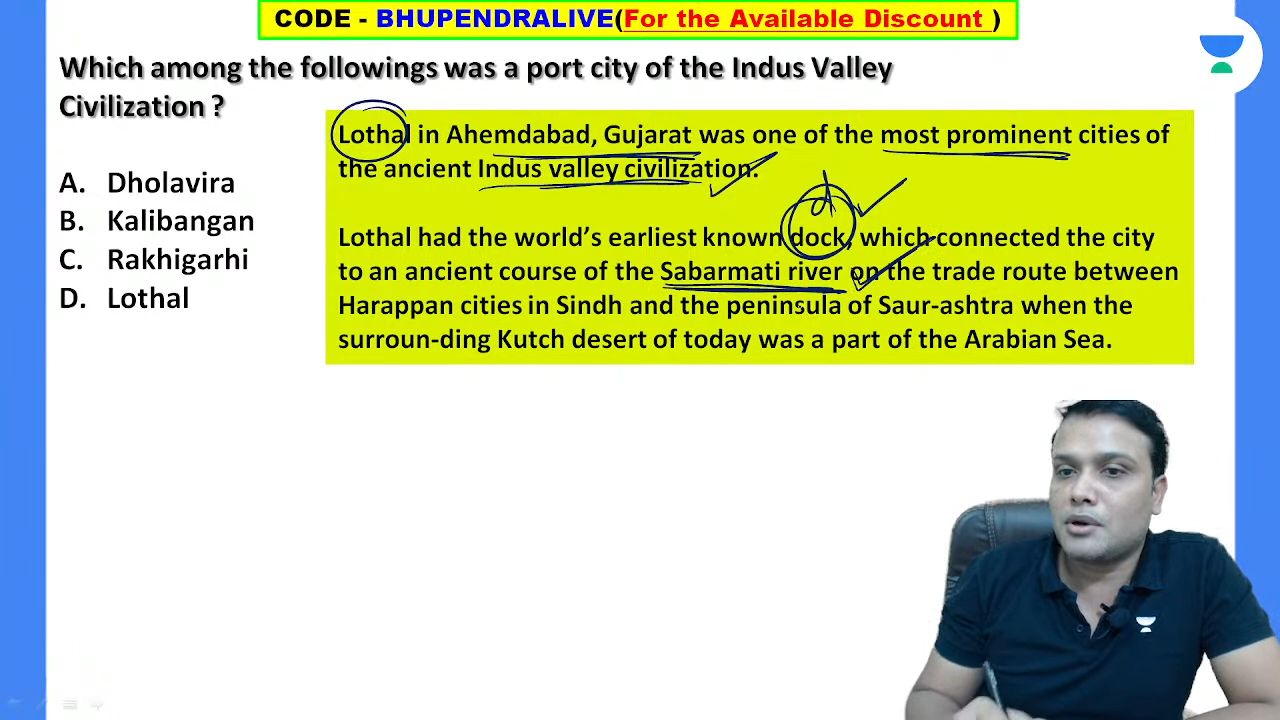 CODE - BHUPENDRALIVE(For the Available Discount )
Which among the followings was a port city of the Indus Valley
Civilization ?
A. Dholavira
B. Kalibangan
C. Rakhigarhi
D. Lothal
Lothal in Ahemdabad, Gujarat was one of the most prominent cities of
the ancient Indus valley civilization.
d
Lothal had the world's earliest known dock, which connected the city
to an ancient course of the Sabarmati river on the trade route between
Harappan cities in Sindh and the peninsula of Saur-ashtra when the
surroun-ding Kutch desert of today was a part of the Arabian Sea.